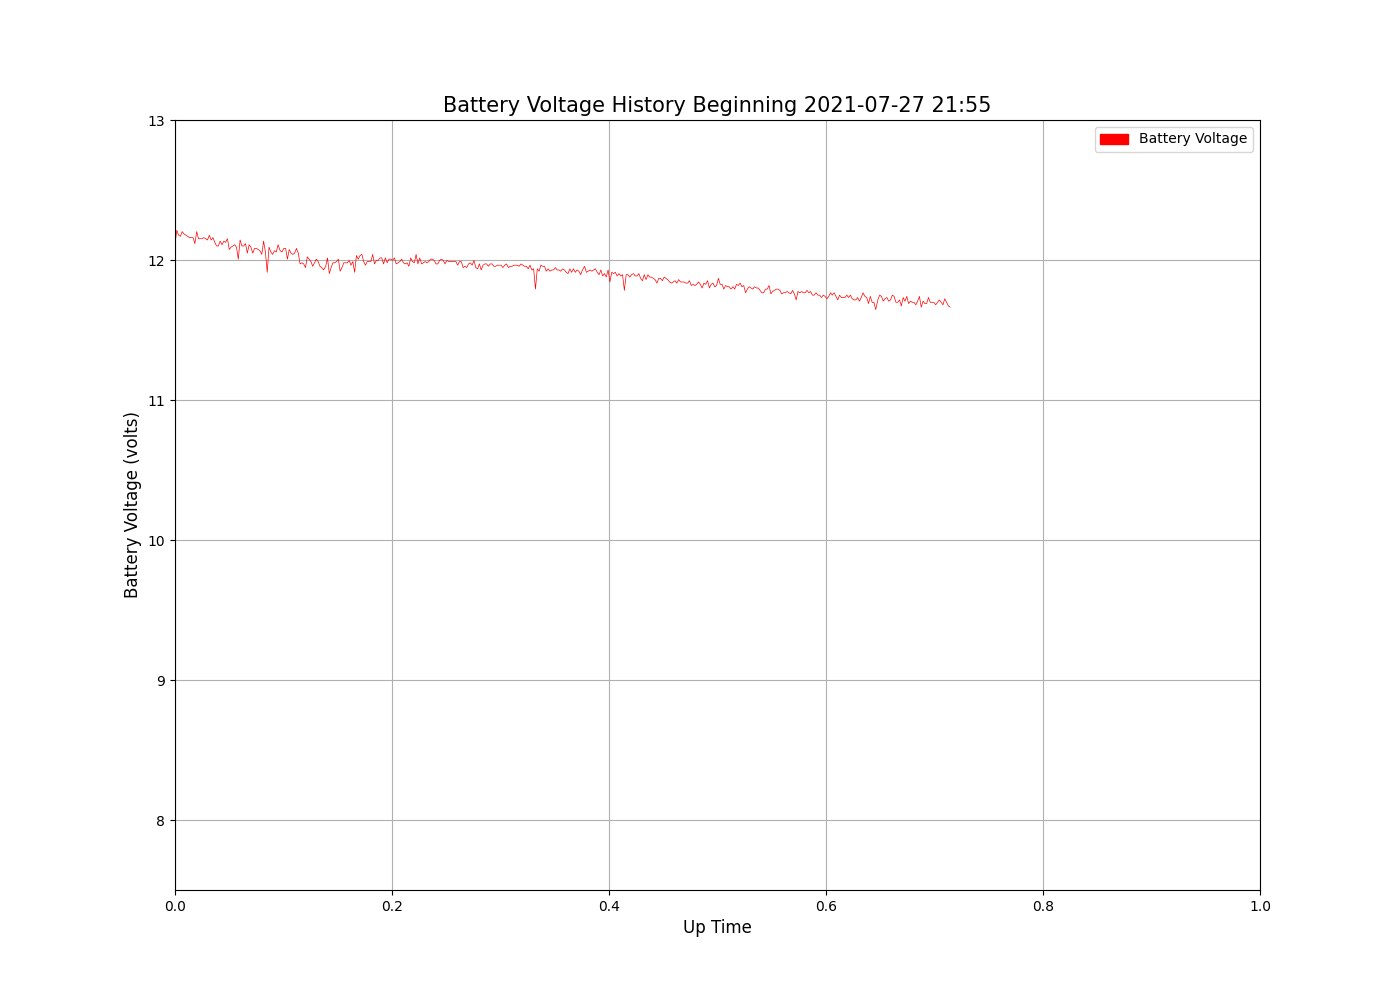 Battery Voltage History Beginning 2021-07-27 21:55
Battery Voltage
13
12
11
10
9
8
Battery Voltage (volts)
0.0 0.2 0.4 0.6 0.8 1.0
Up Time